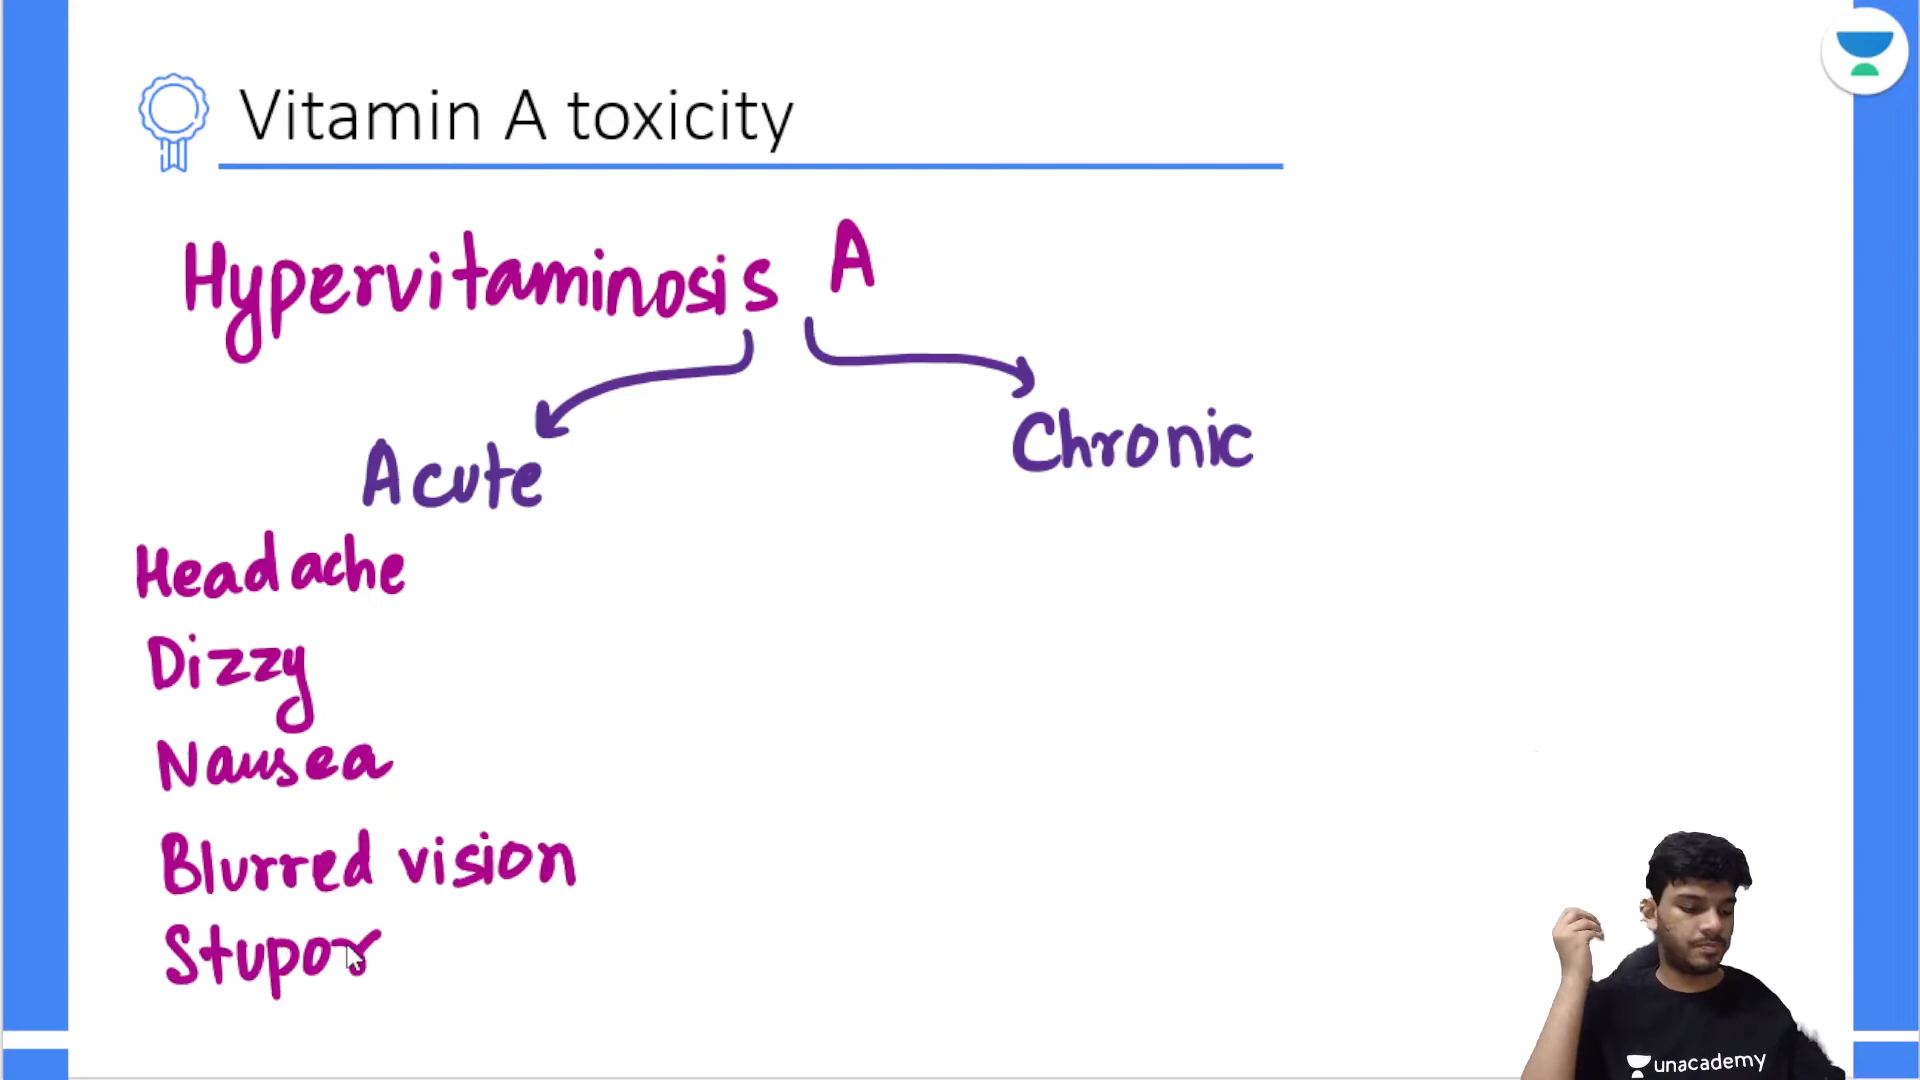 Vitamin A toxicity
Hypervitaminosis A
Acute
Chronic
Headache
Dizzy
Nausea
Blurred vision
Stupor
unacademy